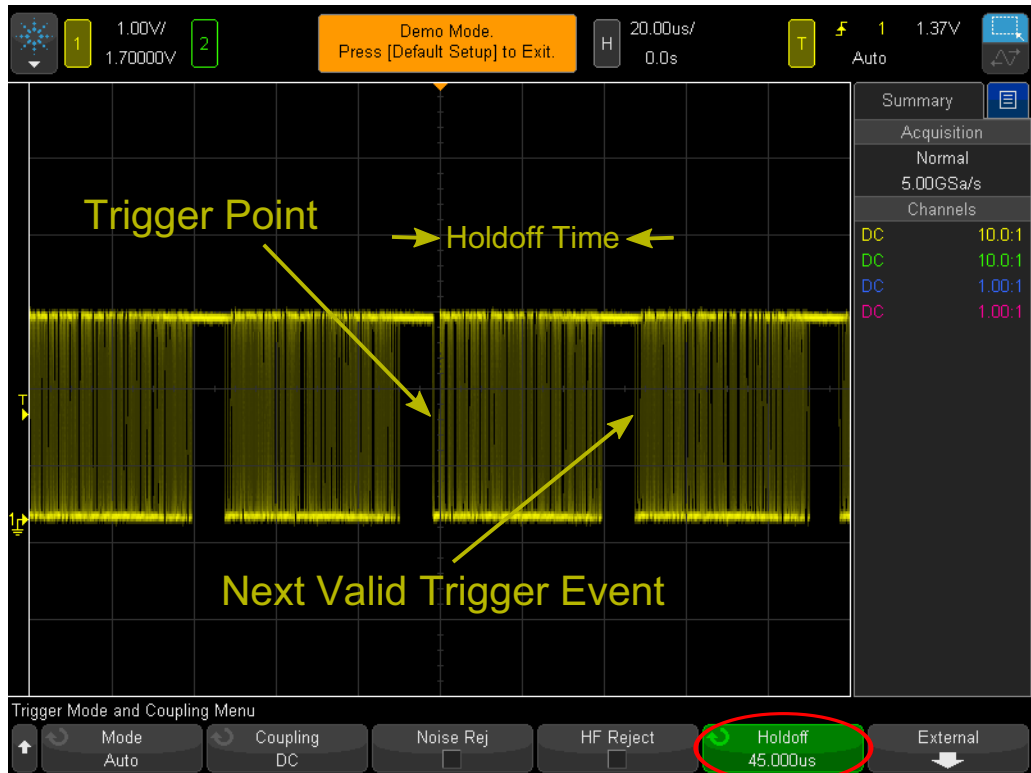 1
1.00V/
1.70000V
2
Demo Mode.
Press [Default Setup] to Exit.
H
20.00us/
0.0s
T
1
1.37V
Auto
Summary
Acquisition
Normal
5.00GSa/s
Channels
DC 10.0:1
DC 10.0:1
DC 1.00:1
DC 1.00:1
Trigger Point
Holdoff Time
T
1
Next Valid Trigger Event
Trigger Mode and Coupling Menu
Mode
Auto
Coupling
DC
Noise Rej
HF Reject
Holdoff
45.000us
External